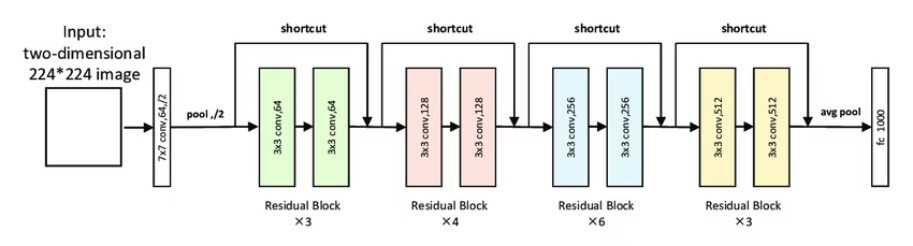 Input:
two-dimensional
224*224 image
7x7 conv,64,/2
pool ,/2
shortcut
3x3 conv,64
3x3 conv,64
Residual Block
×3
shortcut
3x3 conv,128
3x3 conv,128
Residual Block
×4
shortcut
3x3 conv,256
3x3 conv,256
Residual Block
×6
shortcut
3x3 conv,512
3x3 conv,512
Residual Block
×3
avg pool
fc 1000